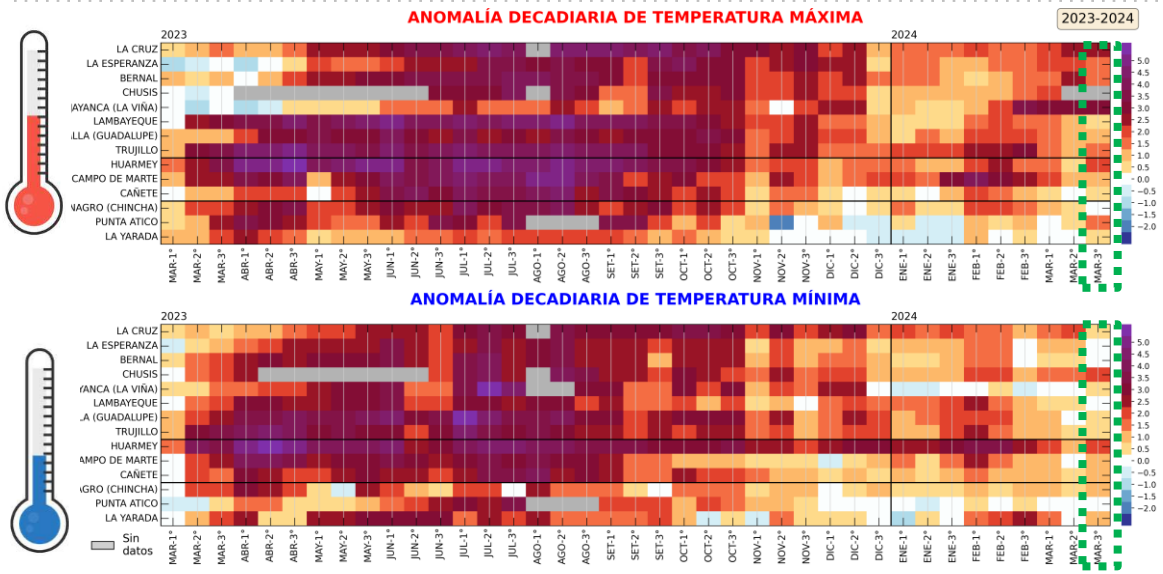 ANOMALÍA DECADIARIA DE TEMPERATURA MÁXIMA
2023-2024
2023
2024
LA CRUZ
LA ESPERANZA
BERNAL
CHUSIS
AYANCA (LA VIÑA)
LAMBAYEQUE
ALLA (GUADALUPE)
TRUJILLO
HUARMEY
CAMPO DE MARTE
CAÑETE
NAGRO (CHINCHA)
PUNTA ATICO
LA YARADA
5.0
4.5
4.0
3.5
3.0
2.5
2.0
1.5
1.0
0.5
0.0
−0.5
−1.0
−1.5
−2.0
MAR-1°
MAR-2°
MAR-3°
ABR-1°
ABR-2°
ABR-3°
MAY-1°
MAY-2°
MAY-3°
JUN-1°
JUN-2°
JUN-3°
JUL-1°
JUL-2°
JUL-3°
AGO-1°
AGO-2°
AGO-3°
SET-1°
SET-2°
SET-3°
OCT-1°
OCT-2°
OCT-3°
NOV-1°
NOV-2°
NOV-3°
DIC-1°
DIC-2°
DIC-3°
ENE-1°
ENE-2°
ENE-3°
FEB-1°
FEB-2°
FEB-3°
MAR-1°
MAR-2°
MAR-3°
ANOMALÍA DECADIARIA DE TEMPERATURA MÍNIMA
2023
2024
LA CRUZ
LA ESPERANZA
BERNAL
CHUSIS
YANCA (LA VIÑA)
LAMBAYEQUE
LA (GUADALUPE)
TRUJILLO
HUARMEY
AMPO DE MARTE
CAÑETE
AGRO (CHINCHA)
PUNTA ATICO
LA YARADA
5.0
4.5
4.0
3.5
3.0
2.5
2.0
1.5
1.0
0.5
0.0
−0.5
−1.0
−1.5
−2.0
Sin
datos
MAR-1°
MAR-2°
MAR-3°
ABR-1°
ABR-2°
ABR-3°
MAY-1°
MAY-2°
MAY-3°
JUN-1°
JUN-2°
JUN-3°
JUL-1°
JUL-2°
JUL-3°
AGO-1°
AGO-2°
AGO-3°
SET-1°
SET-2°
SET-3°
OCT-1°
OCT-2°
OCT-3°
NOV-1°
NOV-2°
NOV-3°
DIC-1°
DIC-2°
DIC-3°
ENE-1°
ENE-2°
ENE-3°
FEB-1°
FEB-2°
FEB-3°
MAR-1°
MAR-2°
MAR-3°